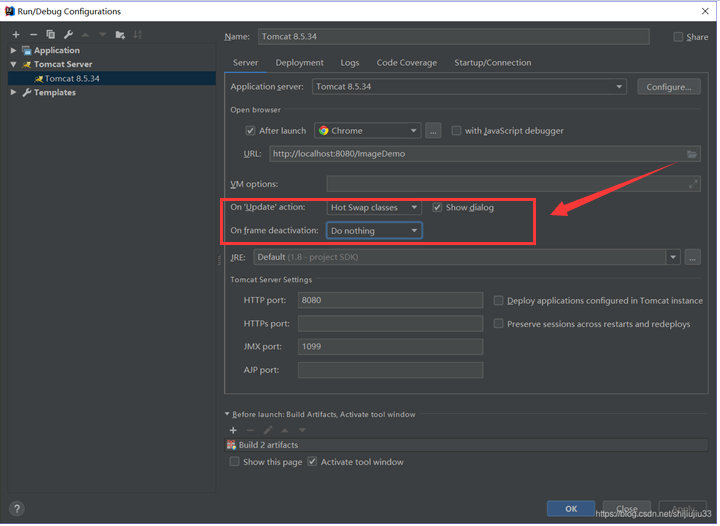 Run/Debug Configurations
Name: Tomcat 8.5.34 Share
Application
Tomcat Server
Tomcat 8.5.34
Templates
Server Deployment Logs Code Coverage Startup/Connection
Application server: Tomcat 8.5.34 Configure...
Open browser
After launch Chrome ... with JavaScript debugger
URL: http://localhost:8080/ImageDemo
VM options:
On 'Update' action: Hot Swap classes Show dialog
On frame deactivation: Do nothing
JRE: Default (1.8 - project SDK) ...
Tomcat Server Settings
HTTP port: 8080 Deploy applications configured in Tomcat instance
HTTPs port: Preserve sessions across restarts and redeploys
JMX port: 1099
AJP port:
Before launch: Build Artifacts, Activate tool window
Build 2 artifacts
Show this page Activate tool window
? OK Close Apply
https://blog.csdn.net/shijiujiu33